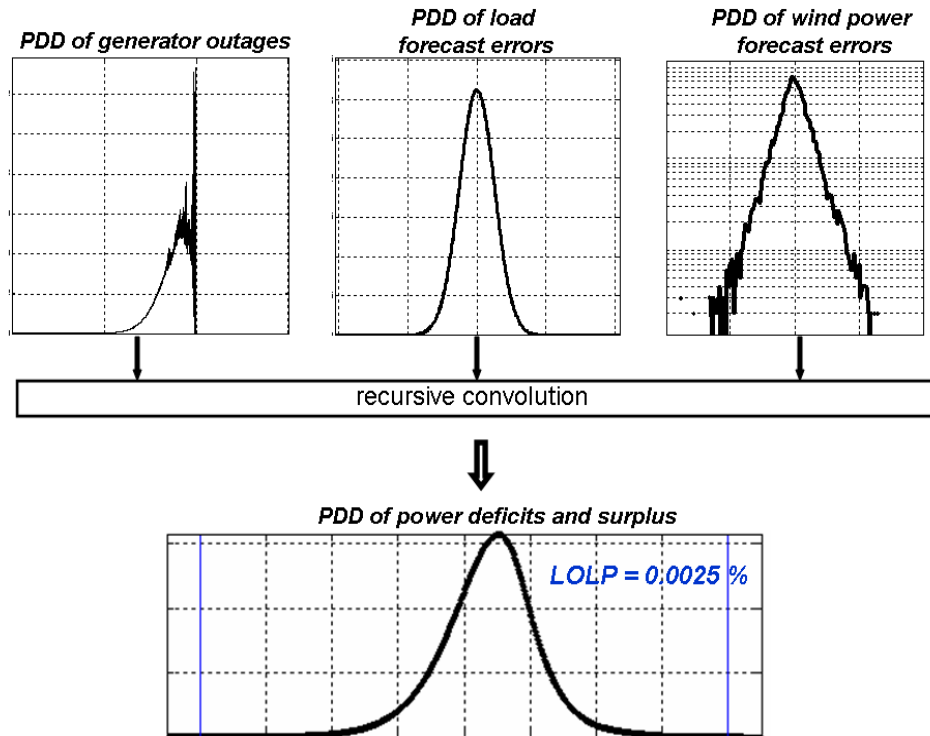 PDD of generator outages
PDD of load
forecast errors
PDD of wind power
forecast errors
recursive convolution
PDD of power deficits and surplus
LOLP = 0.0025 %